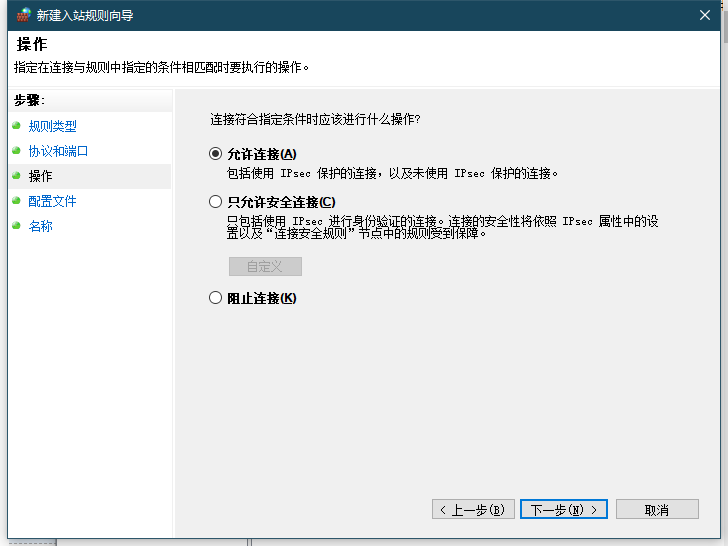 新建入站规则向导
操作
指定在连接与规则中指定的条件相匹配时要执行的操作。
步骤:
规则类型
协议和端口
操作
配置文件
名称
连接符合指定条件时应该进行什么操作?
允许连接(A)
包括使用 IPsec 保护的连接，以及未使用 IPsec 保护的连接。
只允许安全连接(C)
只包括使用 IPsec 进行身份验证的连接。连接的安全性将依照 IPsec 属性中的设
置以及“连接安全规则”节点中的规则受到保障。
自定义
阻止连接(K)
< 上一步(B)
下一步(N) >
取消